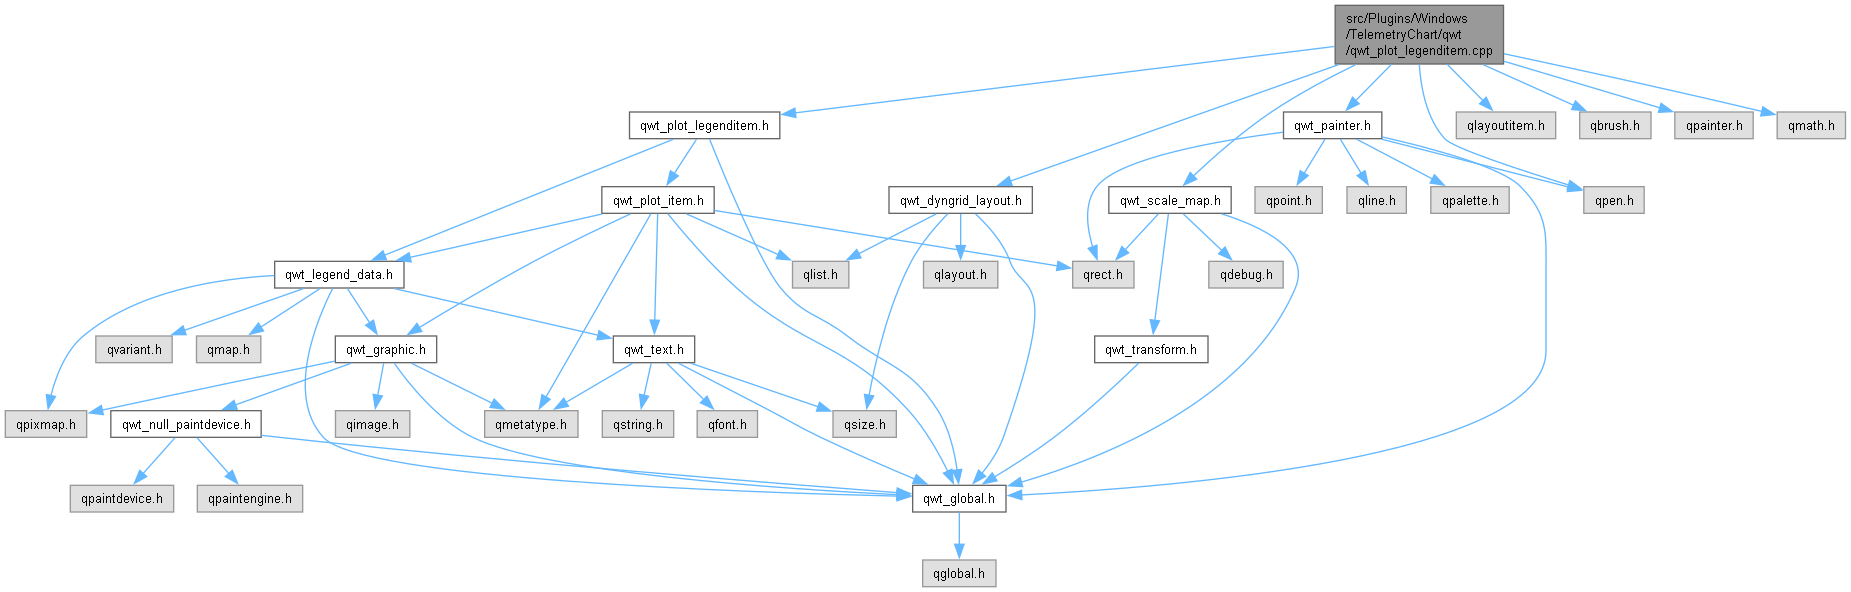 src/Plugins/Windows
/TelemetryChart/qwt
/qwt_plot_legenditem.cpp
qwt_plot_legenditem.h
qwt_painter.h
qlayoutitem.h
qbrush.h
qpainter.h
qmath.h
qwt_plot_item.h
qwt_dyngrid_layout.h
qwt_scale_map.h
qpoint.h
qline.h
qpalette.h
qpen.h
qwt_legend_data.h
qlist.h
qlayout.h
qrect.h
qdebug.h
qvariant.h
qmap.h
qwt_graphic.h
qwt_text.h
qwt_transform.h
qpixmap.h
qwt_null_paintdevice.h
qimage.h
qmetatype.h
qstring.h
qfont.h
qsize.h
qpaintdevice.h
qpaintengine.h
qwt_global.h
qglobal.h